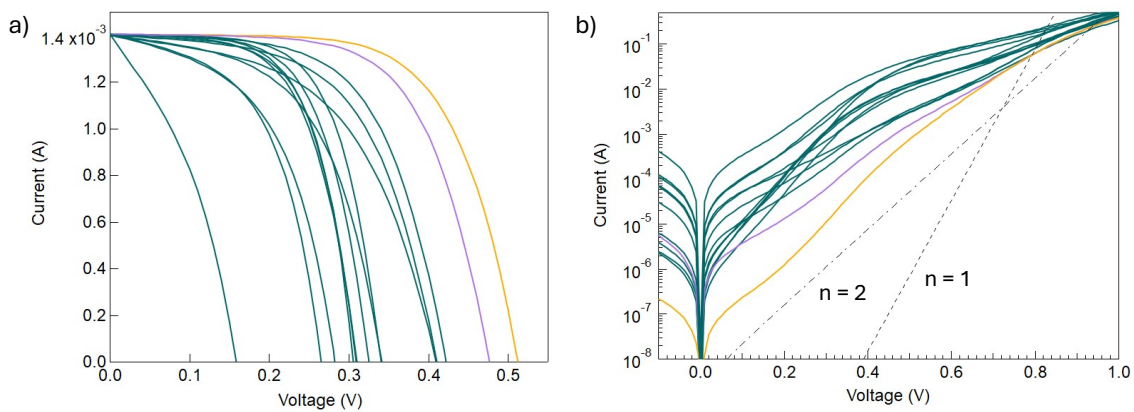 a)
1.4 x10⁻³
1.2
1.0
0.8
0.6
0.4
0.2
0.0
Current (A)
0.0 0.1 0.2 0.3 0.4 0.5
Voltage (V)
b)
10⁻¹
10⁻²
10⁻³
10⁻⁴
10⁻⁵
10⁻⁶
10⁻⁷
10⁻⁸
Current (A)
n = 2
n = 1
0.0 0.2 0.4 0.6 0.8 1.0
Voltage (V)